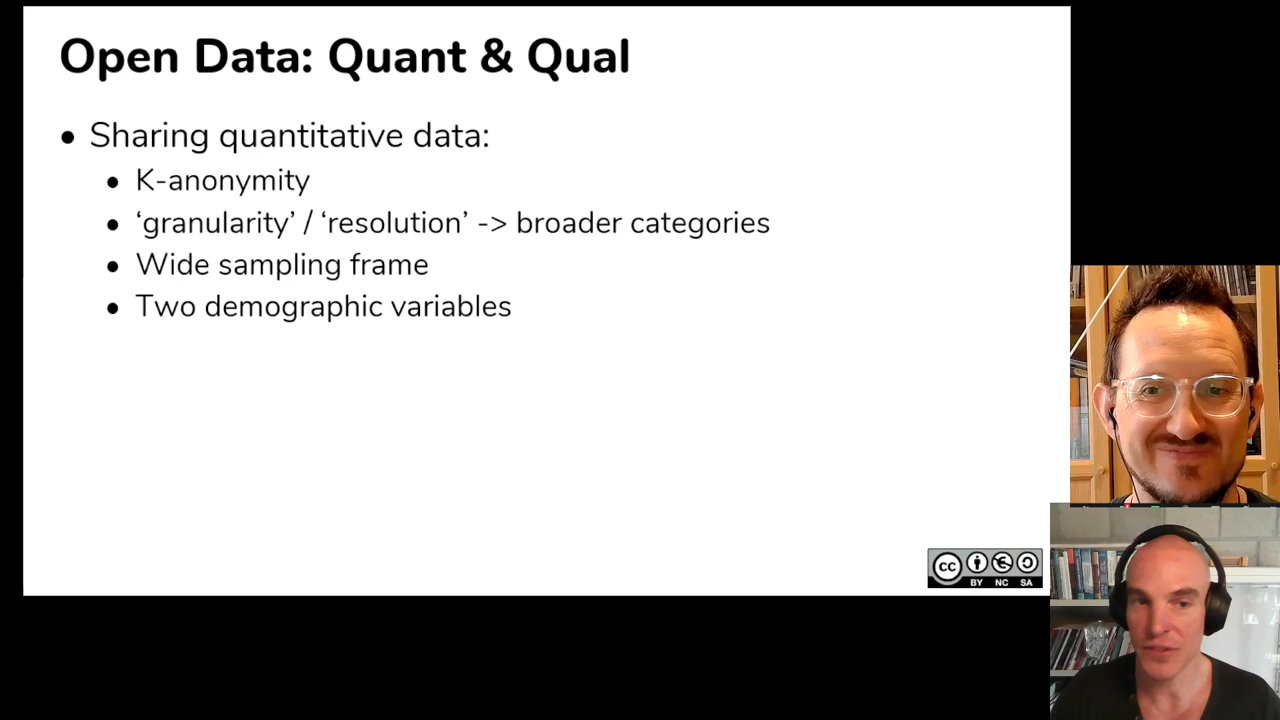 Open Data: Quant & Qual
• Sharing quantitative data:
• K-anonymity
• ‘granularity’ / ‘resolution’ -> broader categories
• Wide sampling frame
• Two demographic variables
cc
BY NC SA